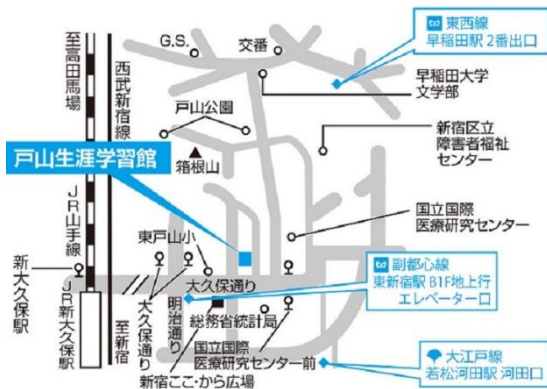 東西線
早稲田駅 2番出口
G.S.
交番
至高田馬場
西武新宿線
早稲田大学
文学部
戸山公園
新宿区立
障害者福祉
センター
戸山生涯学習館
箱根山
JR山手線
国立国際
医療研究センター
東戸山小
新大久保駅
大久保通り
副都心線
東新宿駅 B1F地上行
エレベーター口
JR新大久保駅
至新宿
大久保通り
明治通り
総務省統計局
国立国際
医療研究センター前
新宿ここ・から広場
大江戸線
若松河田駅 河田口